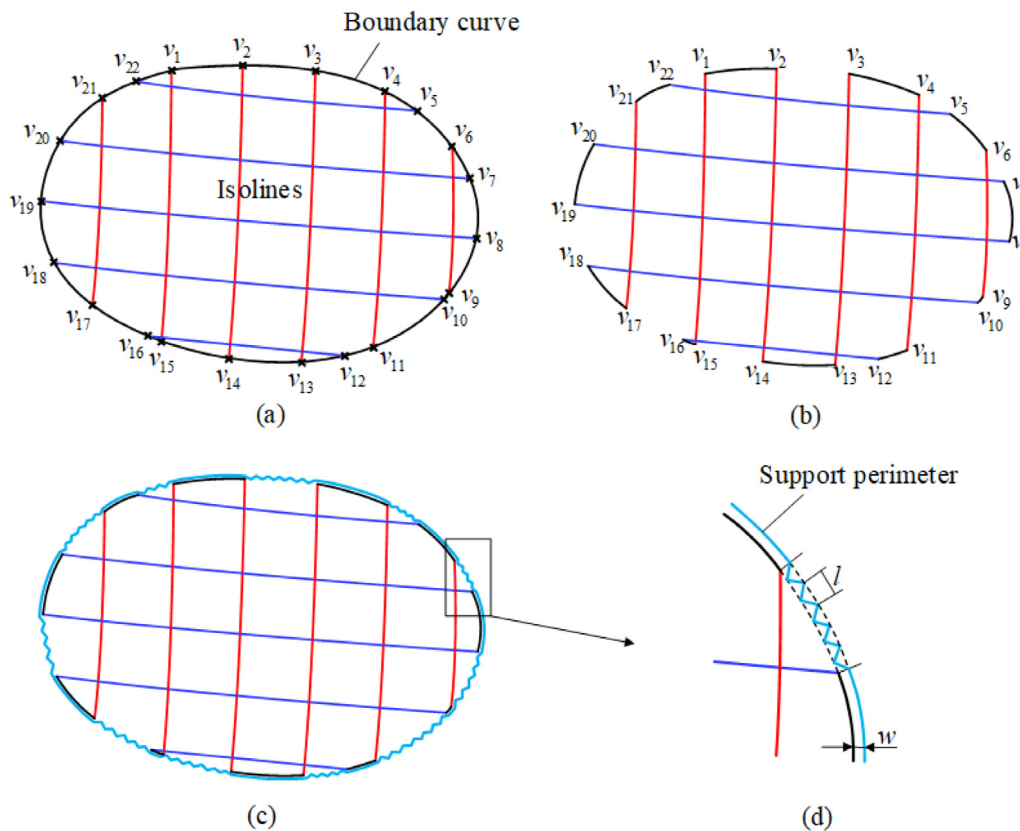 Boundary curve
v1 v2 v3 v4 v5 v6 v7 v8 v9 v10 v11 v12 v13 v14 v15 v16 v17 v18 v19 v20 v21 v22
Isolines
(a)
v1 v2 v3 v4 v5 v6 v v v9 v10 v11 v12 v13 v14 v15 v16 v17 v18 v19 v20 v21 v22
(b)
(c)
Support perimeter
l
w
(d)